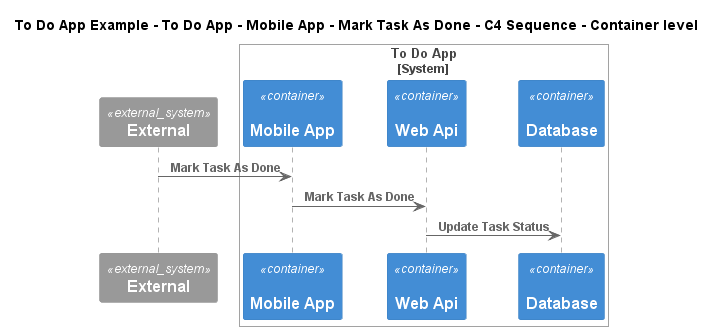 To Do App Example - To Do App - Mobile App - Mark Task As Done - C4 Sequence - Container level
To Do App
[System]
«external_system»
External
«container»
Mobile App
«container»
Web Api
«container»
Database
Mark Task As Done
Mark Task As Done
Update Task Status
«external_system»
External
«container»
Mobile App
«container»
Web Api
«container»
Database